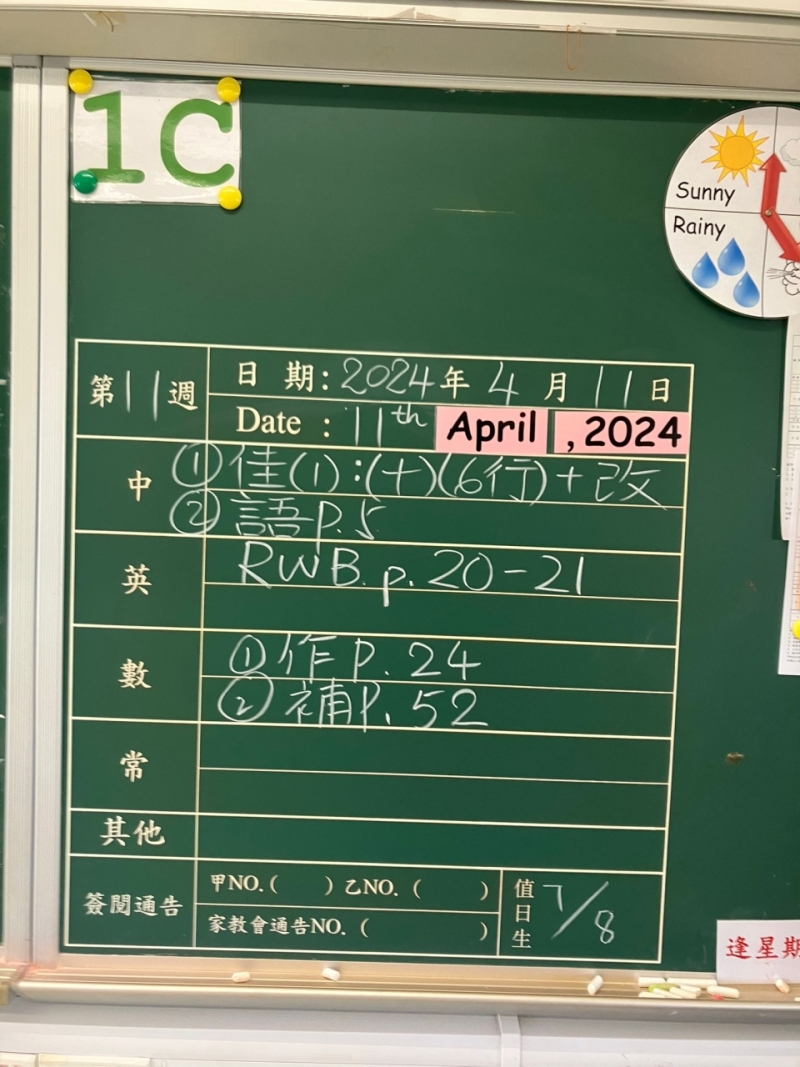 1C
Sunny
Rainy
第11週
日 期: 2024年 4 月 11 日
Date : 11th April , 2024
中
①佳(1):(十)(6行)+改
②語p.5
英
RWB. p. 20-21
數
①作P. 24
②補P. 52
常
其他
簽閱通告
甲NO.( ) 乙NO. ( )
家教會通告NO. ( )
值日生 7/8
逢星期